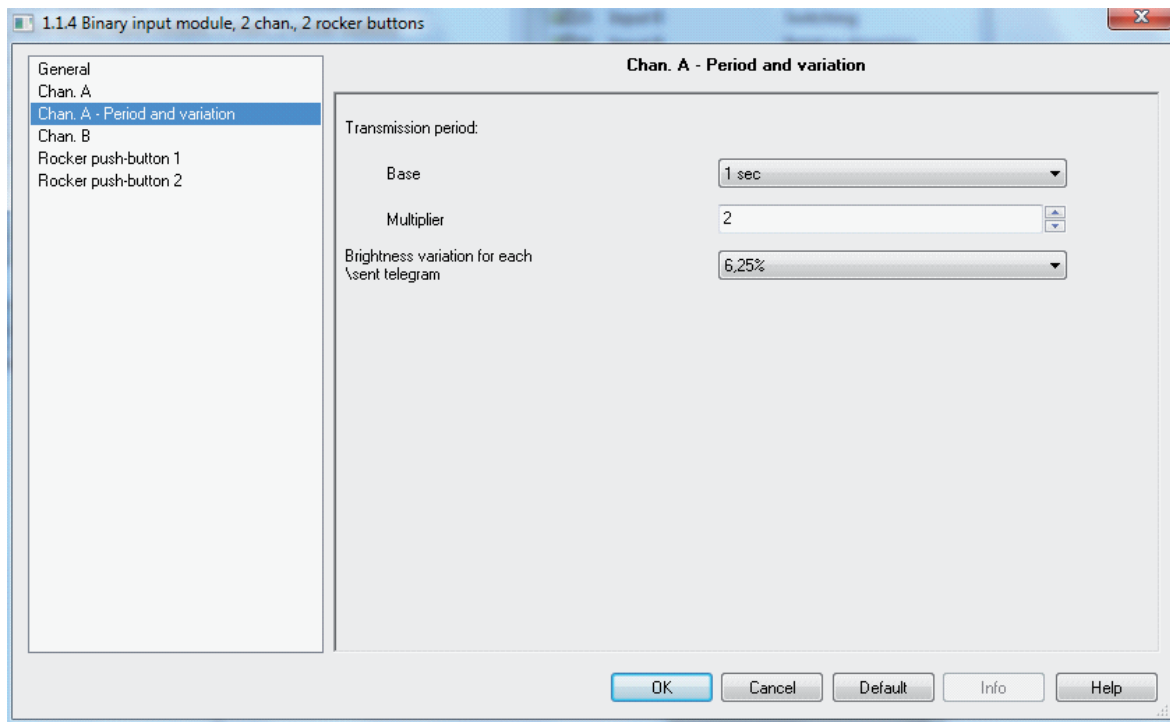 1.1.4 Binary input module, 2 chan., 2 rocker buttons
General
Chan. A
Chan. A - Period and variation
Chan. B
Rocker push-button 1
Rocker push-button 2
Chan. A - Period and variation
Transmission period:
Base
1 sec
Multiplier
2
Brightness variation for each
\sent telegram
6,25%
OK
Cancel
Default
Info
Help